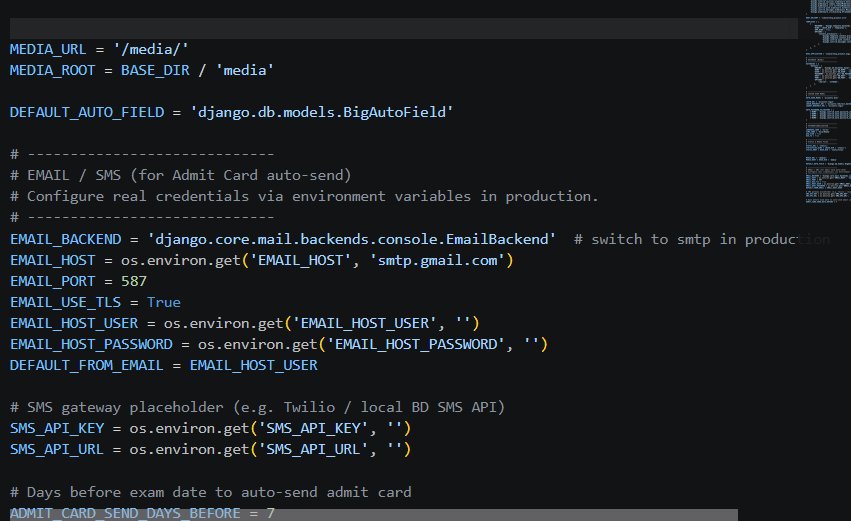 MEDIA_URL = '/media/'
MEDIA_ROOT = BASE_DIR / 'media'
DEFAULT_AUTO_FIELD = 'django.db.models.BigAutoField'
# -----------------------------
# EMAIL / SMS (for Admit Card auto-send)
# Configure real credentials via environment variables in production.
# -----------------------------
EMAIL_BACKEND = 'django.core.mail.backends.console.EmailBackend'  # switch to smtp in production
EMAIL_HOST = os.environ.get('EMAIL_HOST', 'smtp.gmail.com')
EMAIL_PORT = 587
EMAIL_USE_TLS = True
EMAIL_HOST_USER = os.environ.get('EMAIL_HOST_USER', '')
EMAIL_HOST_PASSWORD = os.environ.get('EMAIL_HOST_PASSWORD', '')
DEFAULT_FROM_EMAIL = EMAIL_HOST_USER
# SMS gateway placeholder (e.g. Twilio / local BD SMS API)
SMS_API_KEY = os.environ.get('SMS_API_KEY', '')
SMS_API_URL = os.environ.get('SMS_API_URL', '')
# Days before exam date to auto-send admit card
ADMIT_CARD_SEND_DAYS_BEFORE = 7